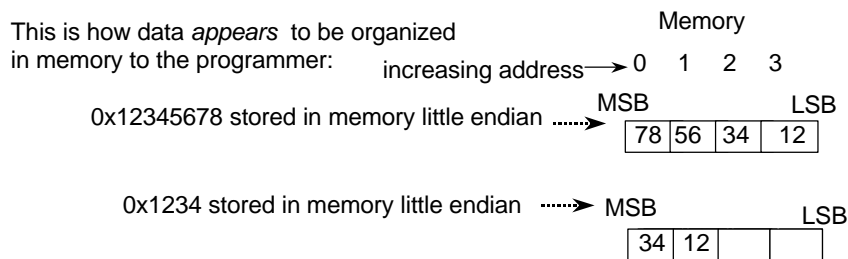 Memory
This is how data appears to be organized
in memory to the programmer:
increasing address 0 1 2 3
MSB LSB
0x12345678 stored in memory little endian
78 56 34 12
0x1234 stored in memory little endian
MSB LSB
34 12